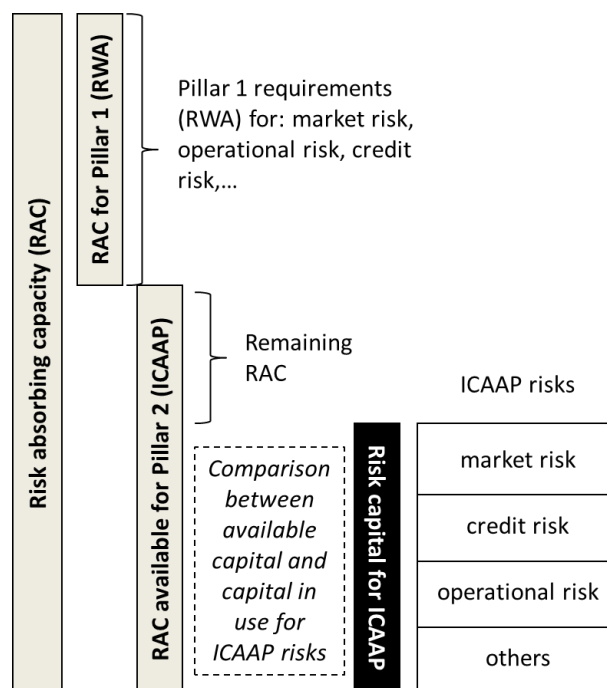 Risk absorbing capacity (RAC)
RAC for Pillar 1 (RWA)
Pillar 1 requirements
(RWA) for: market risk,
operational risk, credit
risk,…
RAC available for Pillar 2 (ICAAP)
Remaining
RAC
Comparison
between
available
capital and
capital in
use for
ICAAP risks
Risk capital for ICAAP
ICAAP risks
market risk
credit risk
operational risk
others